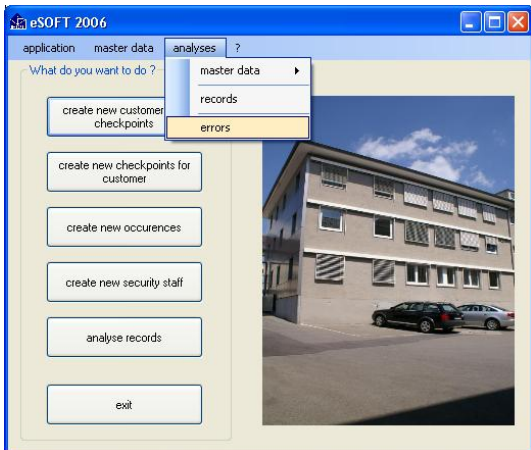 eSOFT 2006
application master data analyses ?
What do you want to do ?
master data
records
errors
create new customer
checkpoints
create new checkpoints for
customer
create new occurences
create new security staff
analyse records
exit